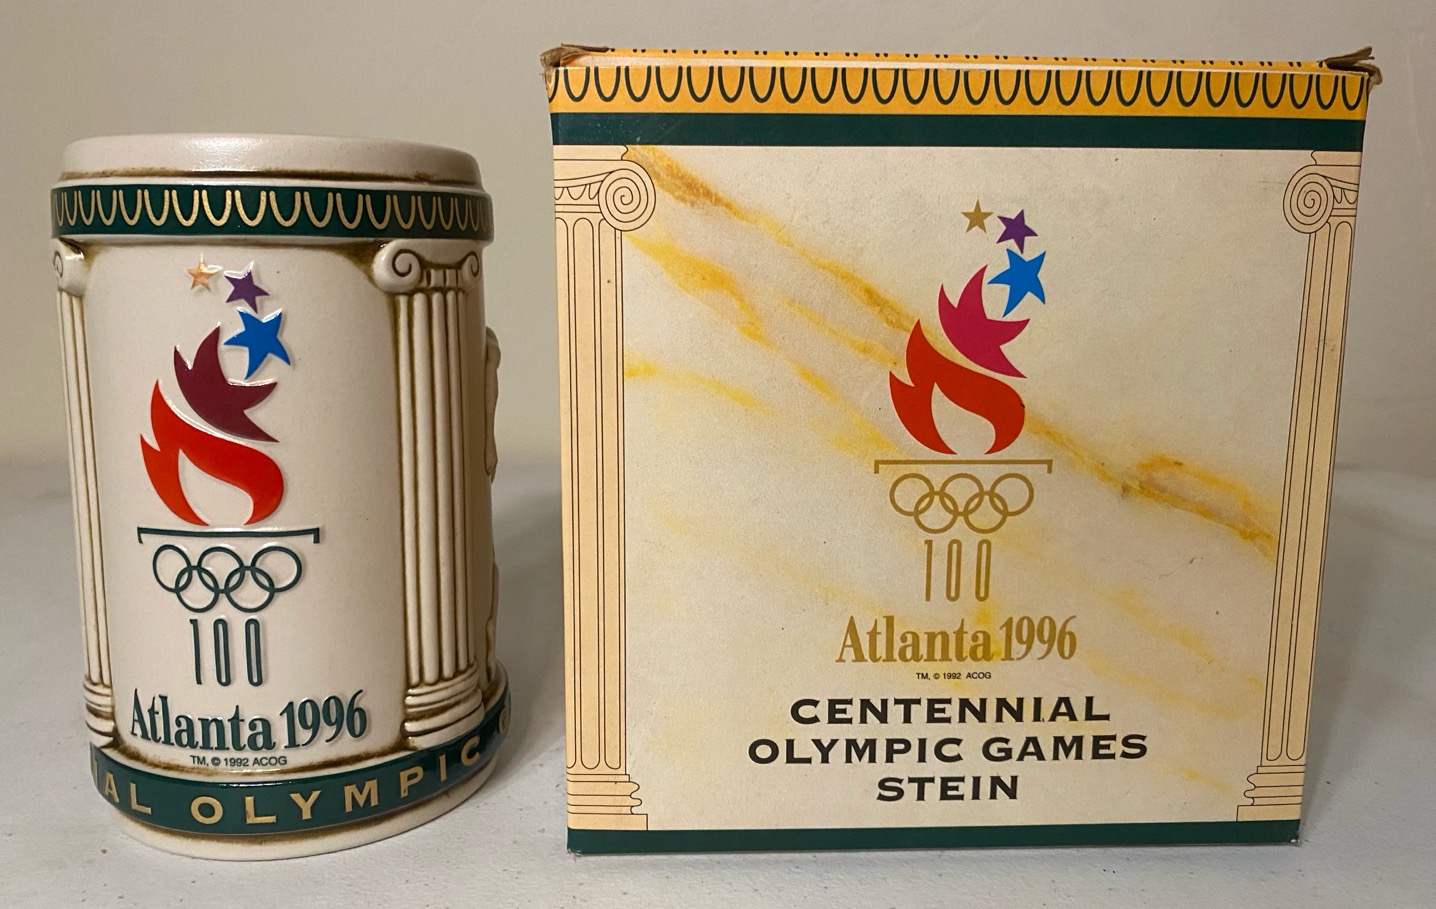 100
Atlanta 1996
TM, © 1992 ACOG
AL OLYMPIC
100
Atlanta 1996
TM, © 1992 ACOG
CENTENNIAL
OLYMPIC GAMES
STEIN